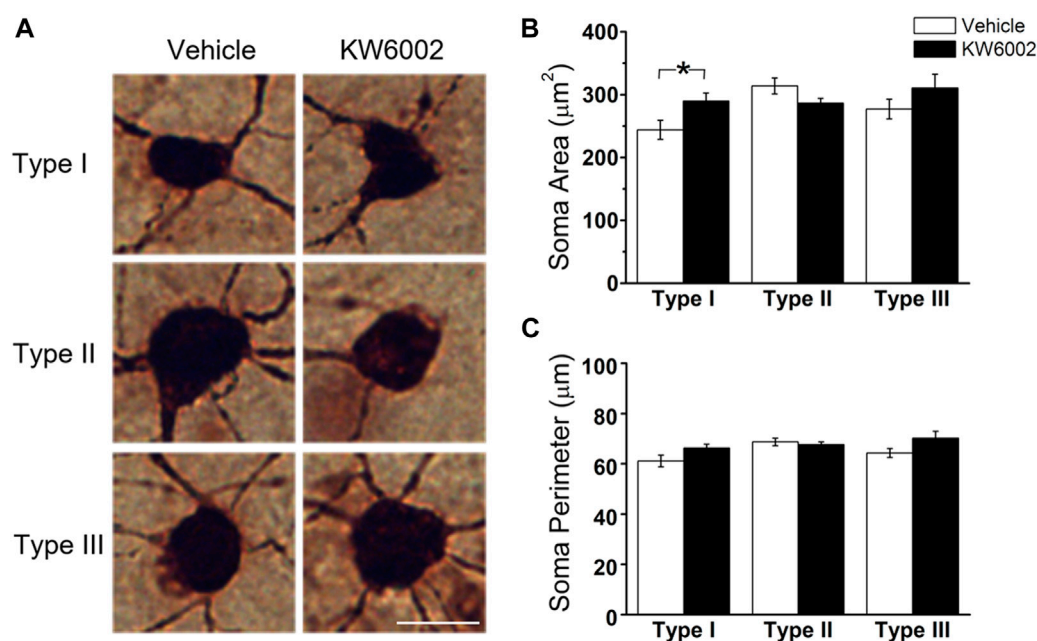 A
Vehicle KW6002
Type I
Type II
Type III
B
Vehicle
KW6002
Soma Area (μm²)
400
300
200
100
0
*
Type I Type II Type III
C
Soma Perimeter (μm)
100
80
60
40
20
0
Type I Type II Type III